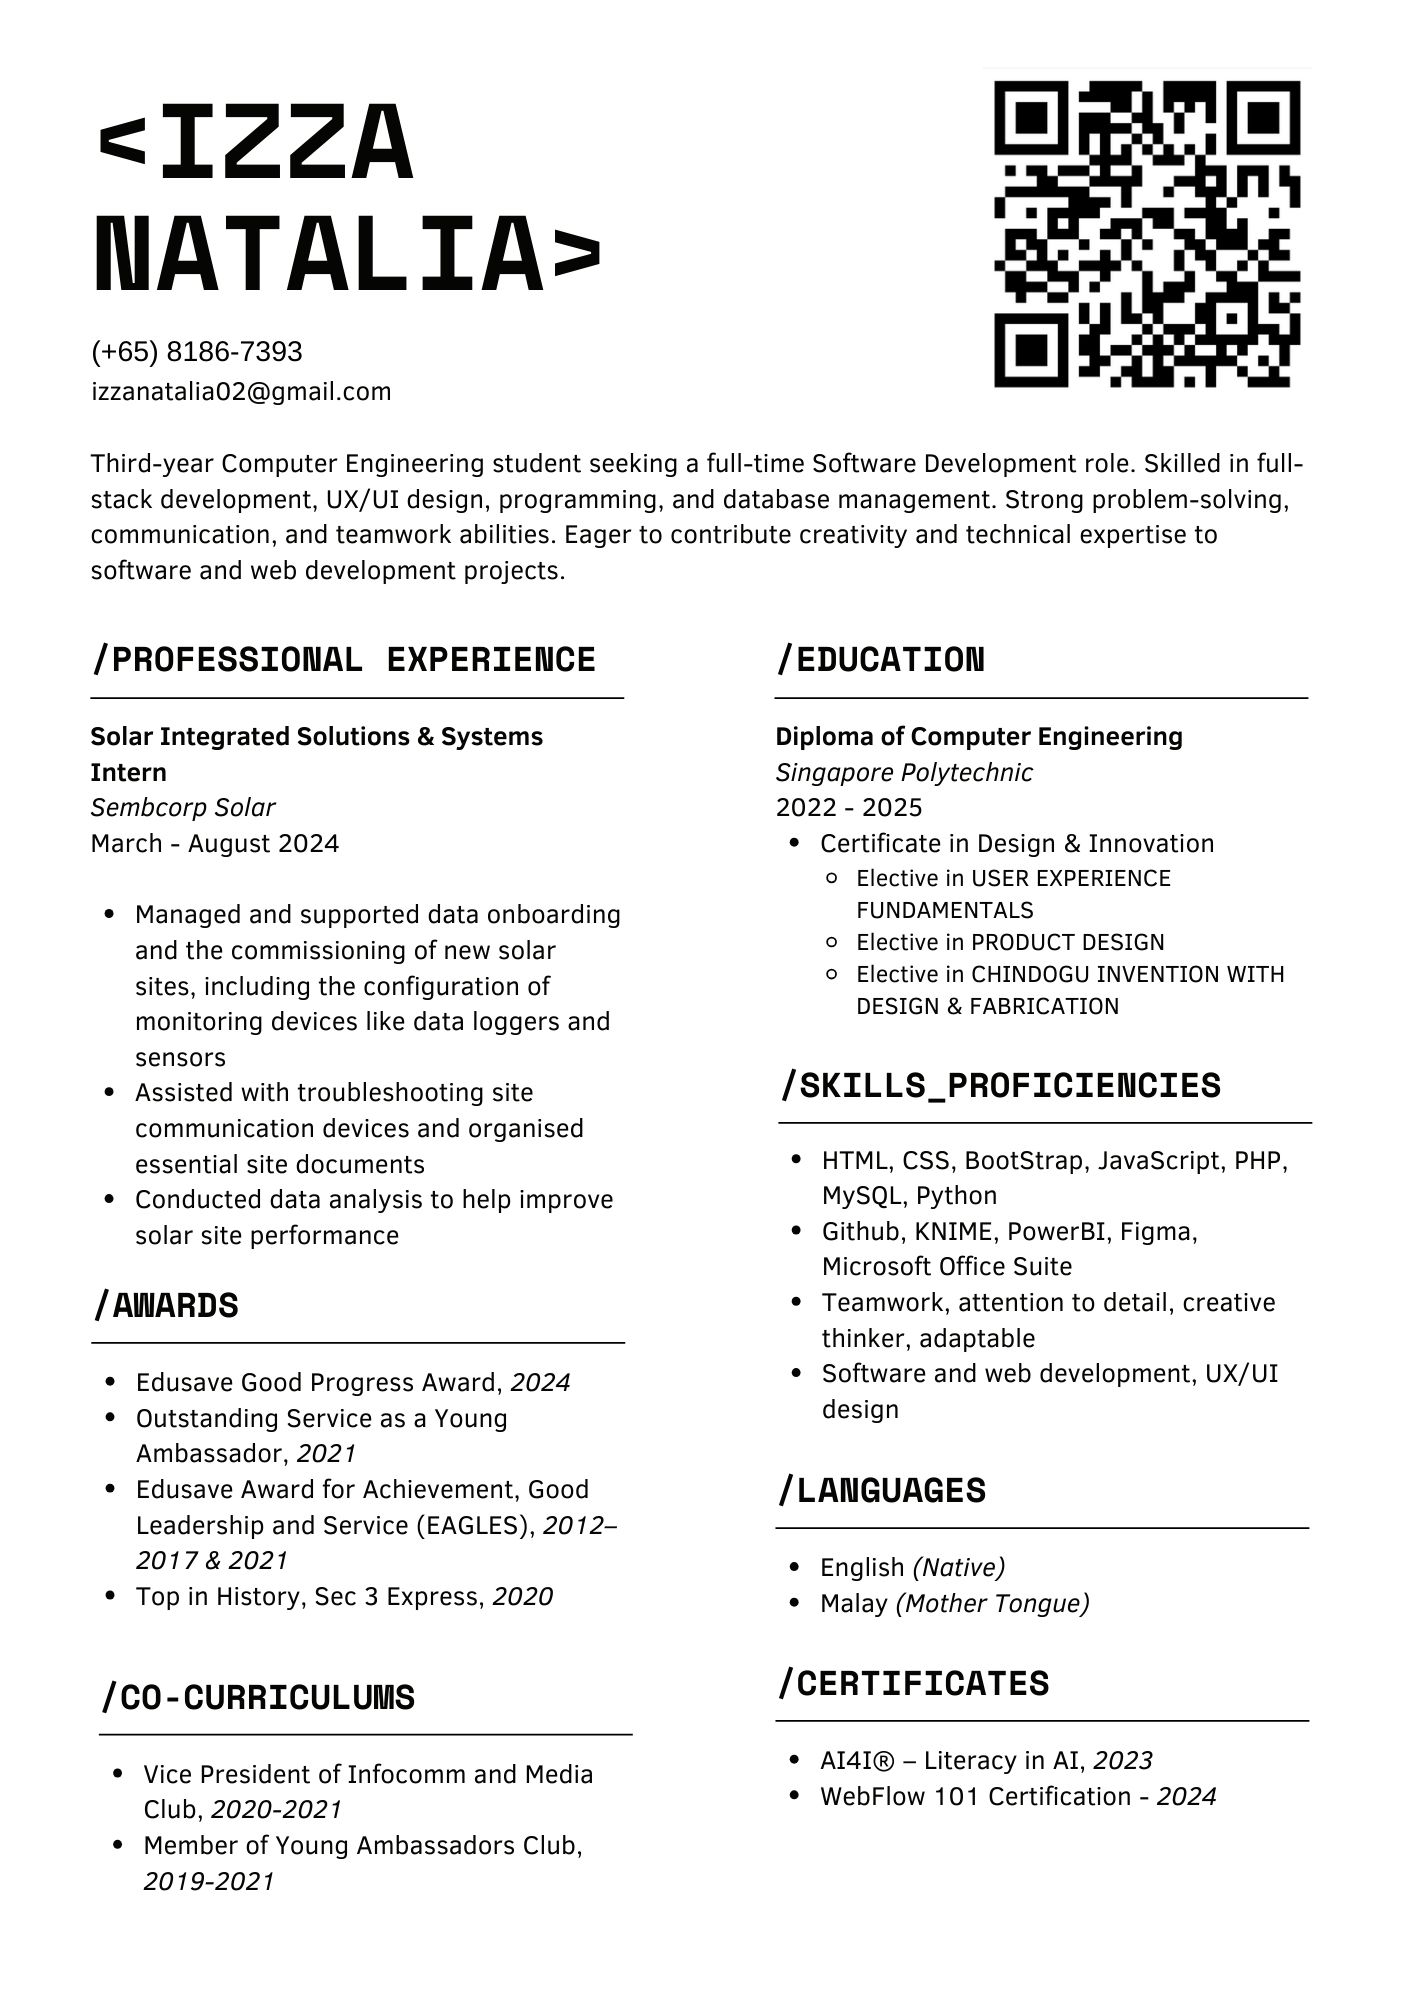 <IZZA
NATALIA>
(+65) 8186-7393
izzanatalia02@gmail.com
Third-year Computer Engineering student seeking a full-time Software Development role. Skilled in full-
stack development, UX/UI design, programming, and database management. Strong problem-solving,
communication, and teamwork abilities. Eager to contribute creativity and technical expertise to
software and web development projects.
/PROFESSIONAL EXPERIENCE
Solar Integrated Solutions & Systems
Intern
Sembcorp Solar
March - August 2024
• Managed and supported data onboarding
and the commissioning of new solar
sites, including the configuration of
monitoring devices like data loggers and
sensors
• Assisted with troubleshooting site
communication devices and organised
essential site documents
• Conducted data analysis to help improve
solar site performance
/AWARDS
• Edusave Good Progress Award, 2024
• Outstanding Service as a Young
Ambassador, 2021
• Edusave Award for Achievement, Good
Leadership and Service (EAGLES), 2012–
2017 & 2021
• Top in History, Sec 3 Express, 2020
/CO-CURRICULUMS
• Vice President of Infocomm and Media
Club, 2020-2021
• Member of Young Ambassadors Club,
2019-2021
/EDUCATION
Diploma of Computer Engineering
Singapore Polytechnic
2022 - 2025
• Certificate in Design & Innovation
◦ Elective in USER EXPERIENCE
FUNDAMENTALS
◦ Elective in PRODUCT DESIGN
◦ Elective in CHINDOGU INVENTION WITH
DESIGN & FABRICATION
/SKILLS_PROFICIENCIES
• HTML, CSS, BootStrap, JavaScript, PHP,
MySQL, Python
• Github, KNIME, PowerBI, Figma,
Microsoft Office Suite
• Teamwork, attention to detail, creative
thinker, adaptable
• Software and web development, UX/UI
design
/LANGUAGES
• English (Native)
• Malay (Mother Tongue)
/CERTIFICATES
• AI4I® – Literacy in AI, 2023
• WebFlow 101 Certification - 2024